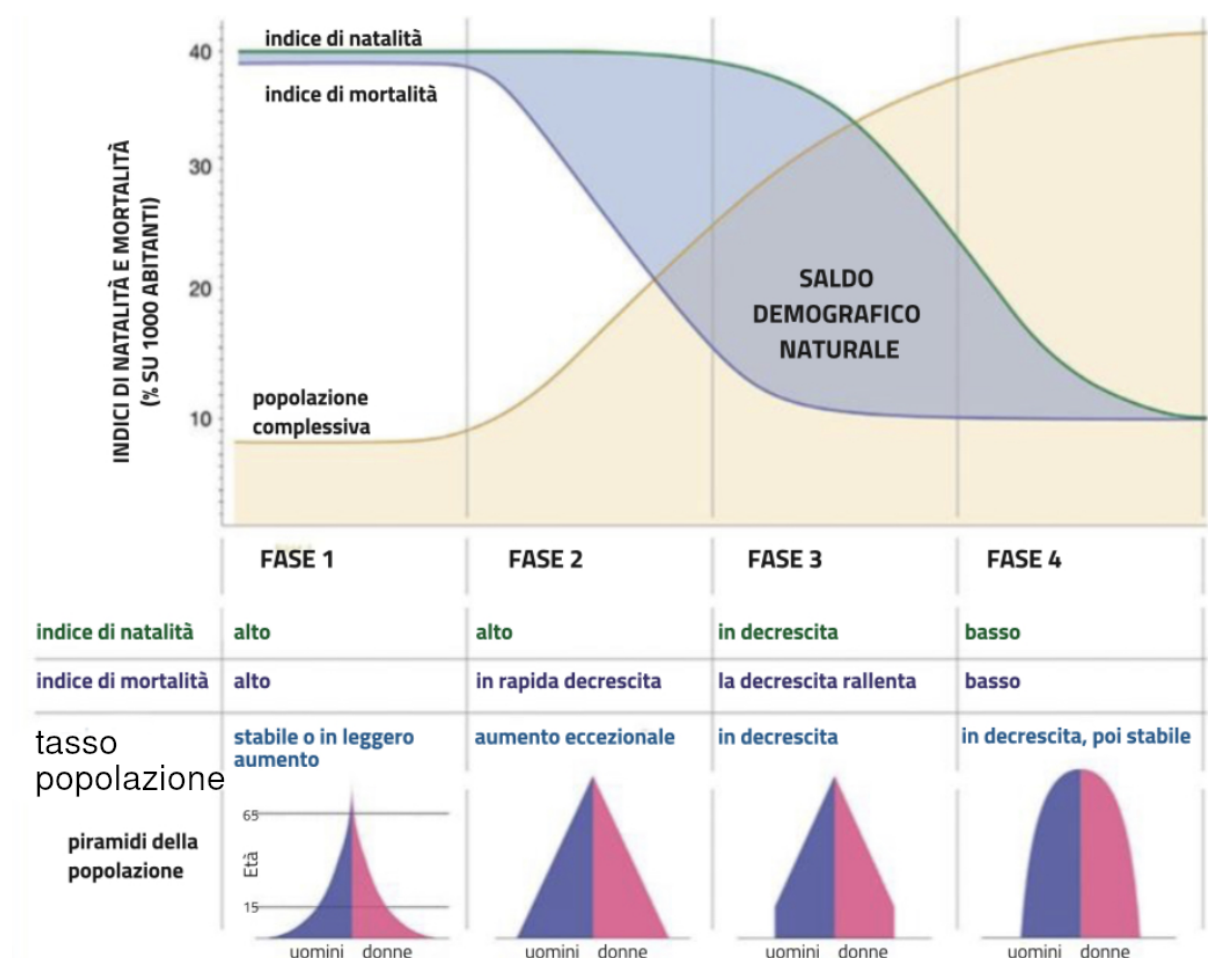 indice di natalità
indice di mortalità
40
30
20
10
INDICI DI NATALITÀ E MORTALITÀ
(% SU 1000 ABITANTI)
popolazione
complessiva
SALDO
DEMOGRAFICO
NATURALE
FASE 1
FASE 2
FASE 3
FASE 4
indice di natalità
alto
alto
in decrescita
basso
indice di mortalità
alto
in rapida decrescita
la decrescita rallenta
basso
tasso
popolazione
stabile o in leggero
aumento
aumento eccezionale
in decrescita
in decrescita, poi stabile
piramidi della
popolazione
65
Età
15
uomini donne
uomini donne
uomini donne
uomini donne